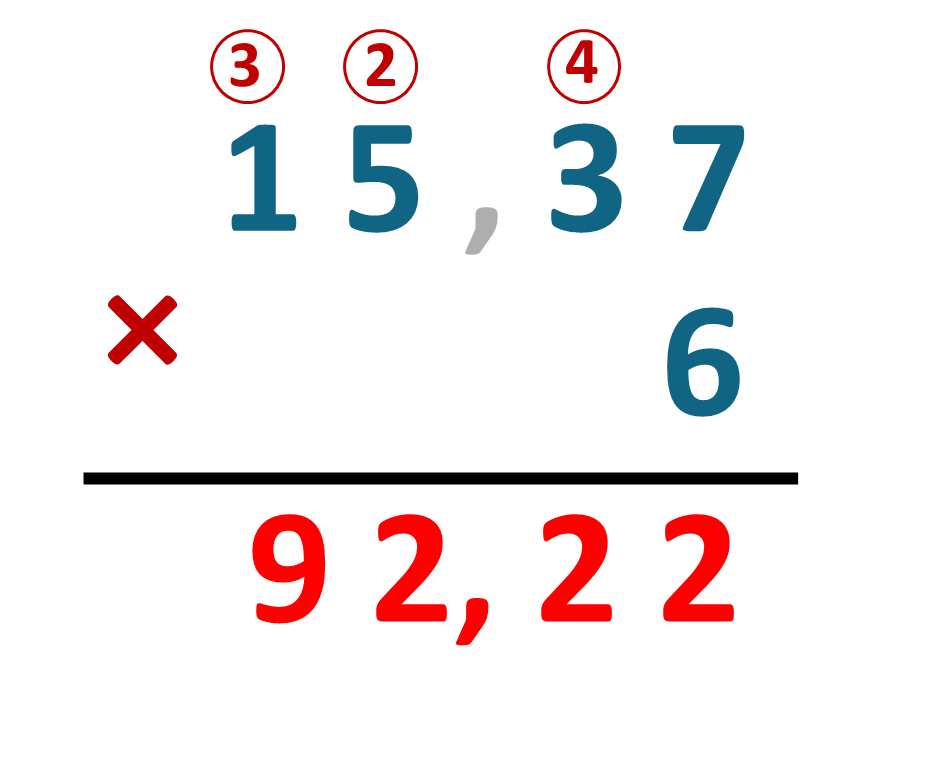 ③ ② ④
15,37
× 6
92,22